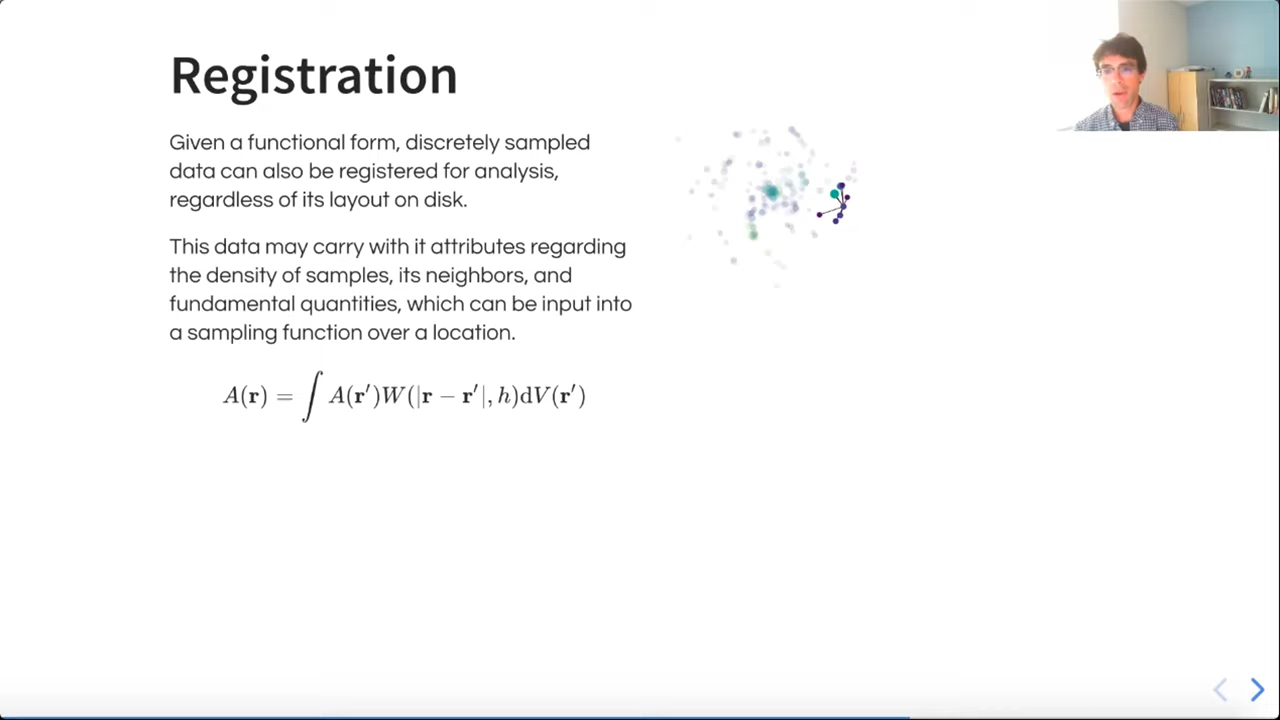 Registration
Given a functional form, discretely sampled
data can also be registered for analysis,
regardless of its layout on disk.
This data may carry with it attributes regarding
the density of samples, its neighbors, and
fundamental quantities, which can be input into
a sampling function over a location.
A(r) = ∫ A(r′)W(|r − r′|, h)dV(r′)